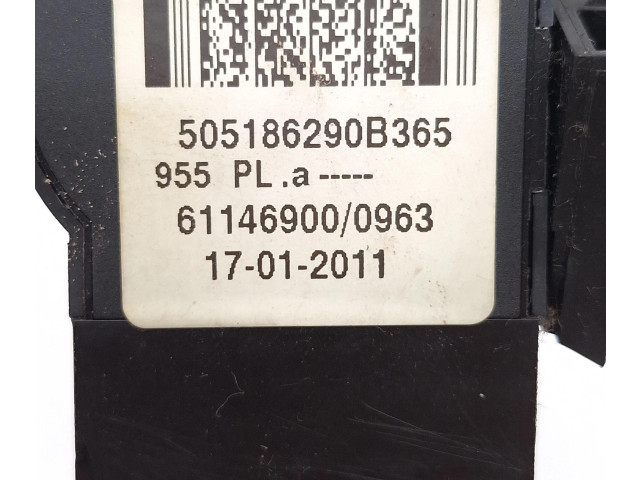 505186290B365
955 PL.a-----
61146900/0963
17-01-2011